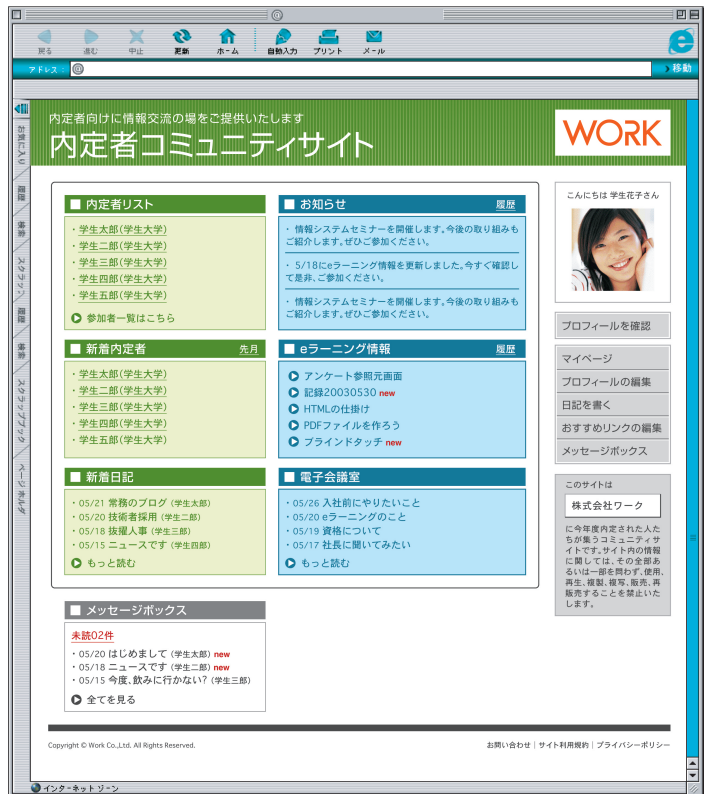 戻る 進む 中止 更新 ホーム 自動入力 プリント メール
アドレス： @ 移動
お気に入り
履歴
検索
スクラップ
履歴
検索
スクラップブック
ページ ホルダ
内定者向けに情報交流の場をご提供いたします
内定者コミュニティサイト
WORK
■ 内定者リスト
・学生太郎(学生大学)
・学生二郎(学生大学)
・学生三郎(学生大学)
・学生四郎(学生大学)
・学生五郎(学生大学)
参加者一覧はこちら
■ お知らせ 履歴
・ 情報システムセミナーを開催します。今後の取り組みも
ご紹介します。ぜひご参加ください。
・ 5/18にeラーニング情報を更新しました。今すぐ確認し
て是非、ご参加ください。
・ 情報システムセミナーを開催します。今後の取り組みも
ご紹介します。ぜひご参加ください。
■ 新着内定者 先月
・学生太郎(学生大学)
・学生二郎(学生大学)
・学生三郎(学生大学)
・学生四郎(学生大学)
・学生五郎(学生大学)
■ eラーニング情報 履歴
アンケート参照元画面
記録20030530 new
HTMLの仕掛け
PDFファイルを作ろう
ブラインドタッチ new
■ 新着日記
・05/21 常務のブログ (学生太郎)
・05/20 技術者採用 (学生二郎)
・05/18 抜擢人事 (学生三郎)
・05/15 ニュースです (学生四郎)
もっと読む
■ 電子会議室
・05/26 入社前にやりたいこと
・05/20 eラーニングのこと
・05/19 資格について
・05/17 社長に聞いてみたい
もっと読む
■ メッセージボックス
未読02件
・05/20 はじめまして (学生太郎) new
・05/18 ニュースです (学生二郎) new
・05/15 今度、飲みに行かない? (学生三郎)
全てを見る
こんにちは 学生花子さん
プロフィールを確認
マイページ
プロフィールの編集
日記を書く
おすすめリンクの編集
メッセージボックス
このサイトは
株式会社ワーク
に今年度内定された人た
ちが集うコミュニティサ
イトです。サイト内の情報
に関しては、その全部あ
るいは一部を問わず、使用、
再生、複製、複写、販売、再
販売することを禁止いた
します。
Copyright © Work Co.,Ltd. All Rights Reserved.
お問い合わせ｜サイト利用規約｜プライバシーポリシー
インターネット ゾーン